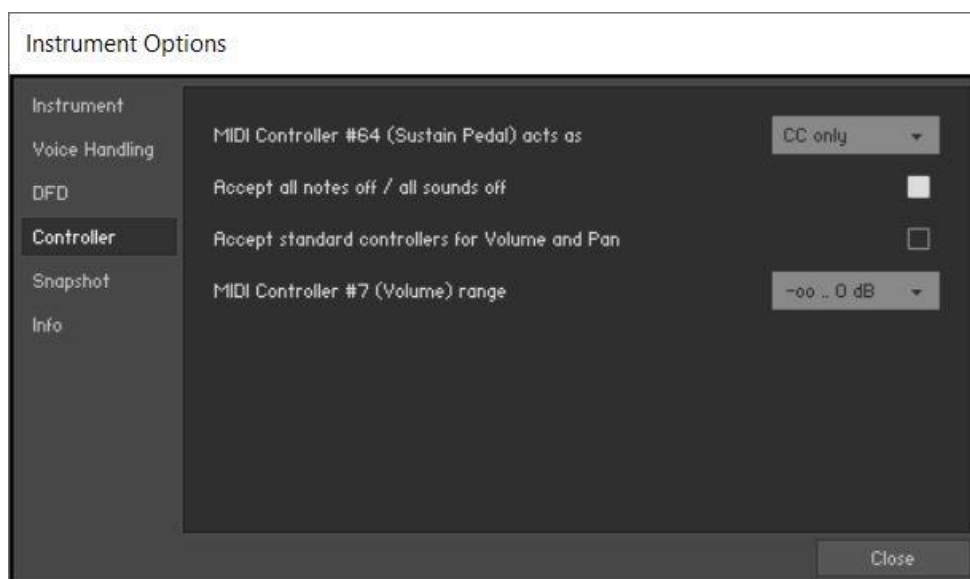 Instrument Options
Instrument
Voice Handling
DFD
Controller
Snapshot
Info
MIDI Controller #64 (Sustain Pedal) acts as CC only
Accept all notes off / all sounds off
Accept standard controllers for Volume and Pan
MIDI Controller #7 (Volume) range -oo .. 0 dB
Close